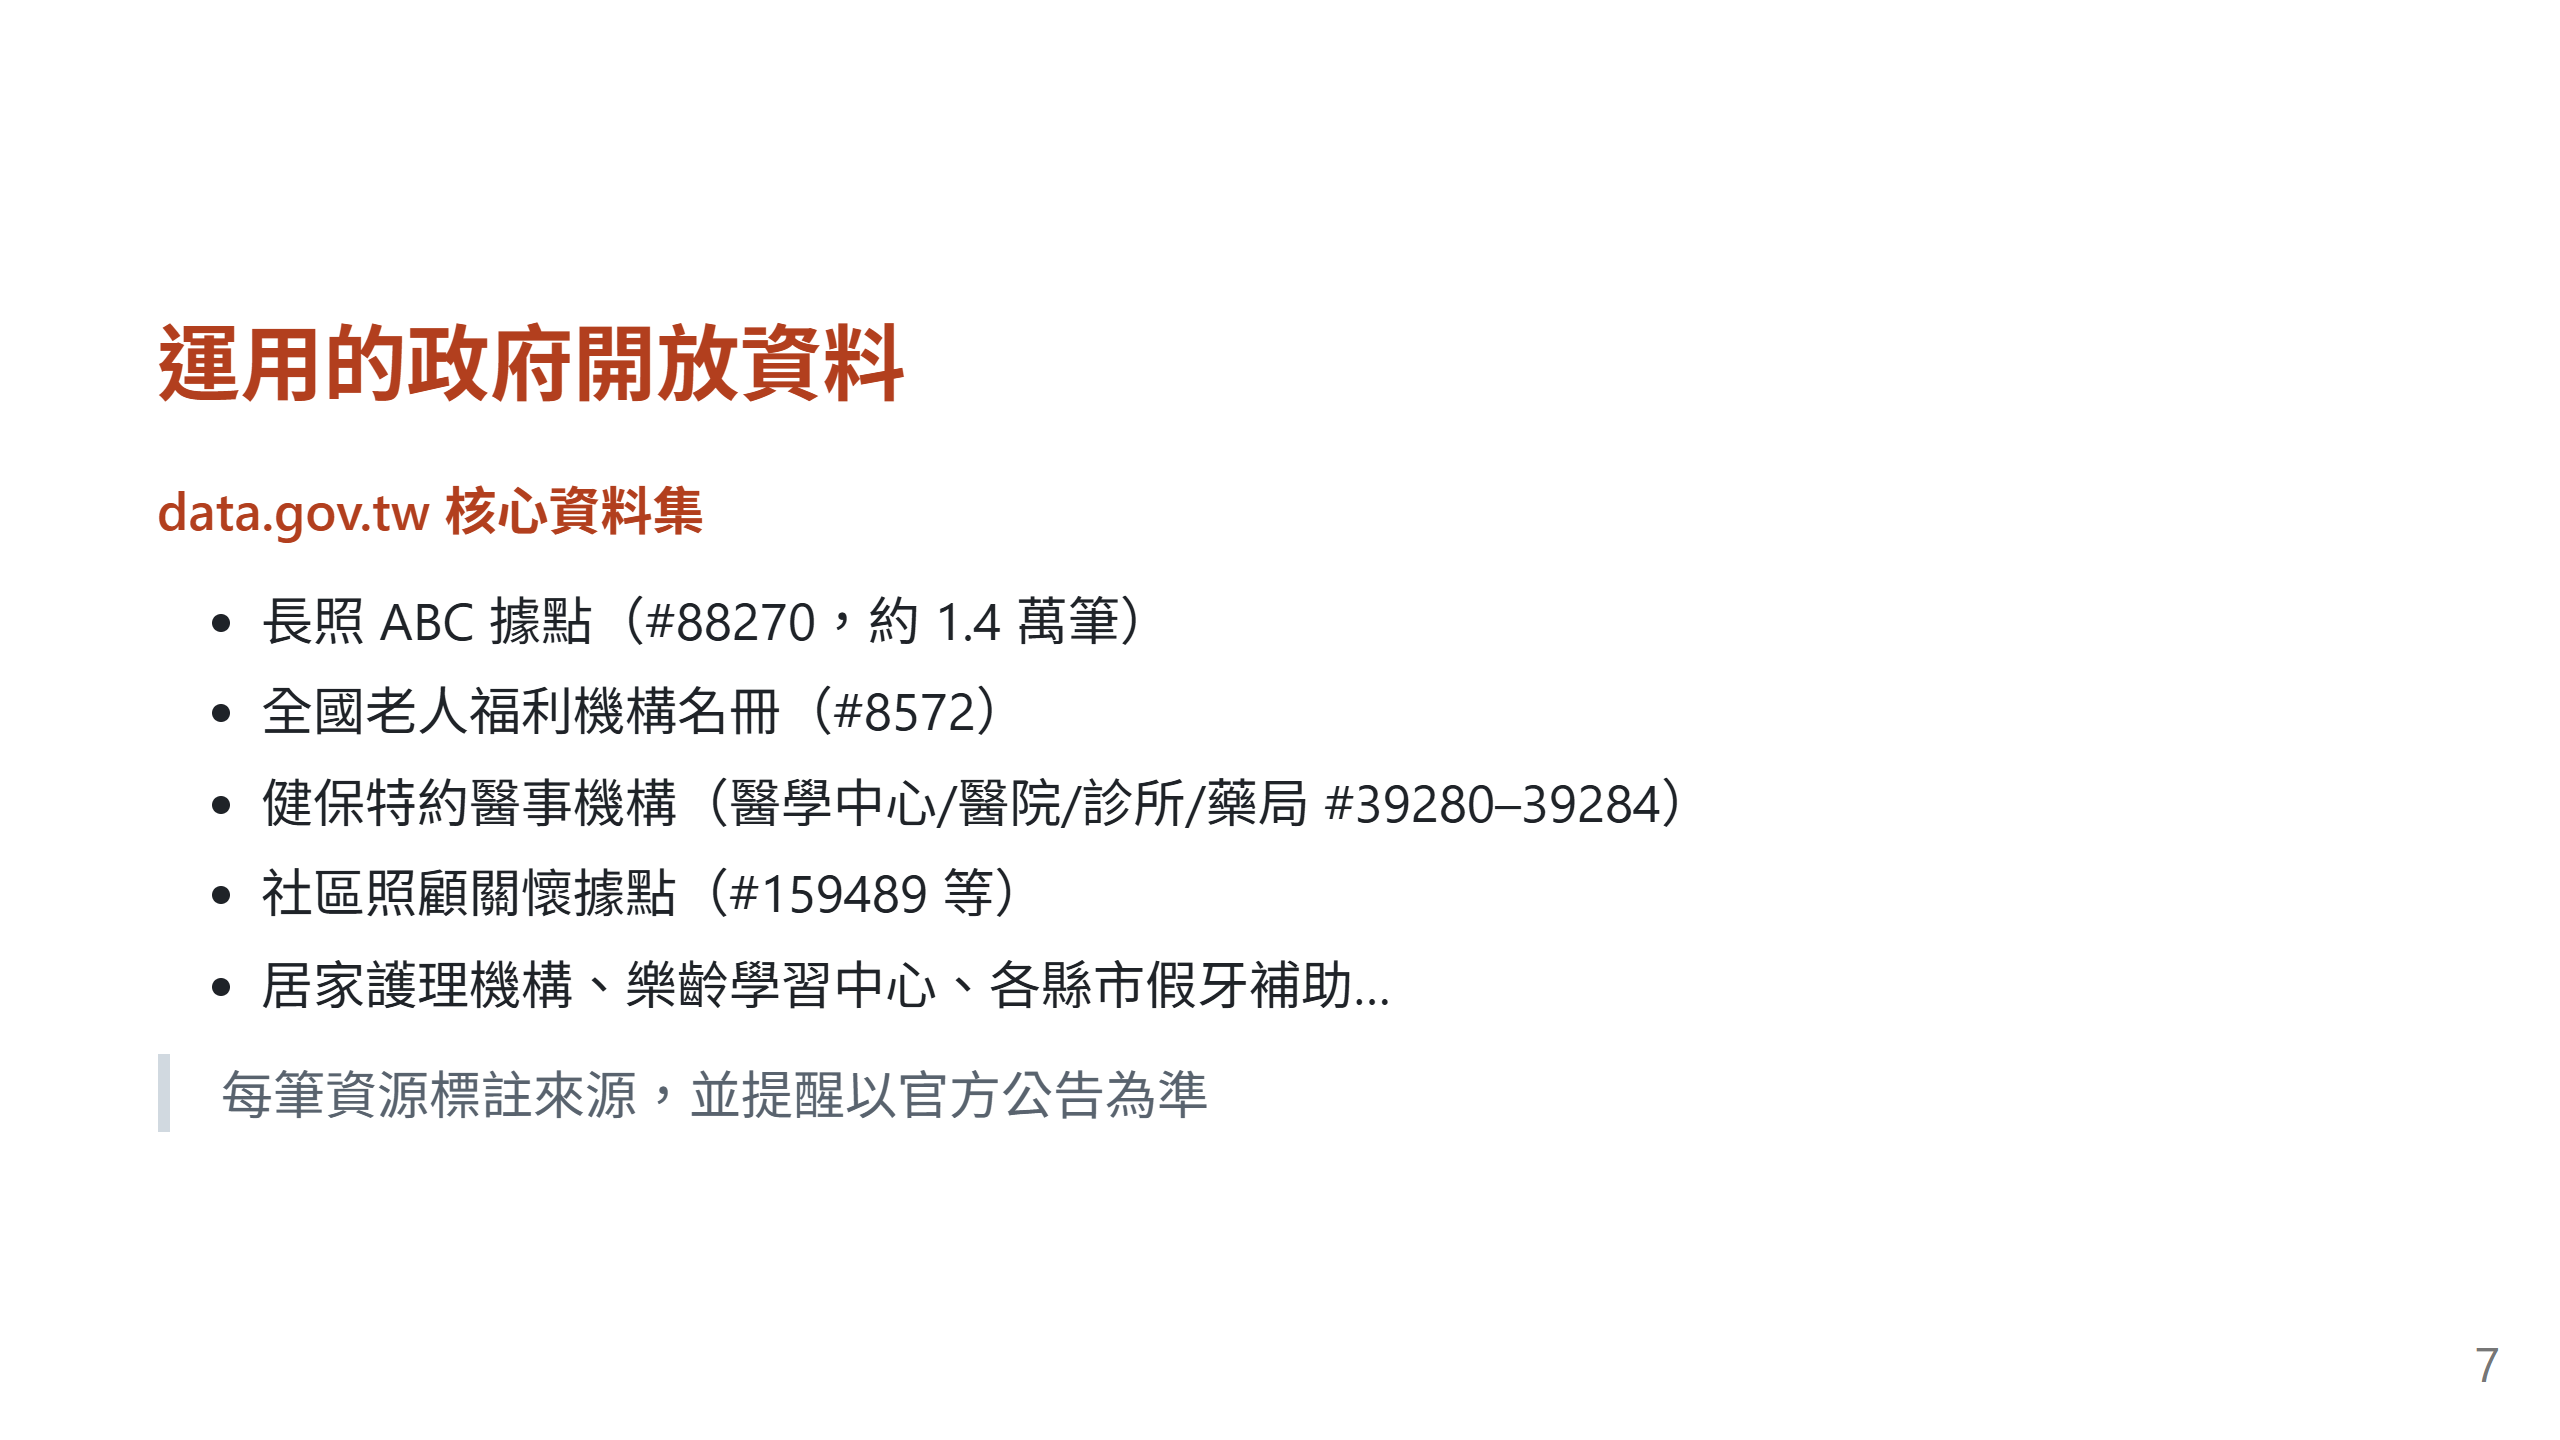 運用的政府開放資料
data.gov.tw 核心資料集
• 長照 ABC 據點（#88270，約 1.4 萬筆）
• 全國老人福利機構名冊（#8572）
• 健保特約醫事機構（醫學中心/醫院/診所/藥局 #39280–39284）
• 社區照顧關懷據點（#159489 等）
• 居家護理機構、樂齡學習中心、各縣市假牙補助...
每筆資源標註來源，並提醒以官方公告為準
7